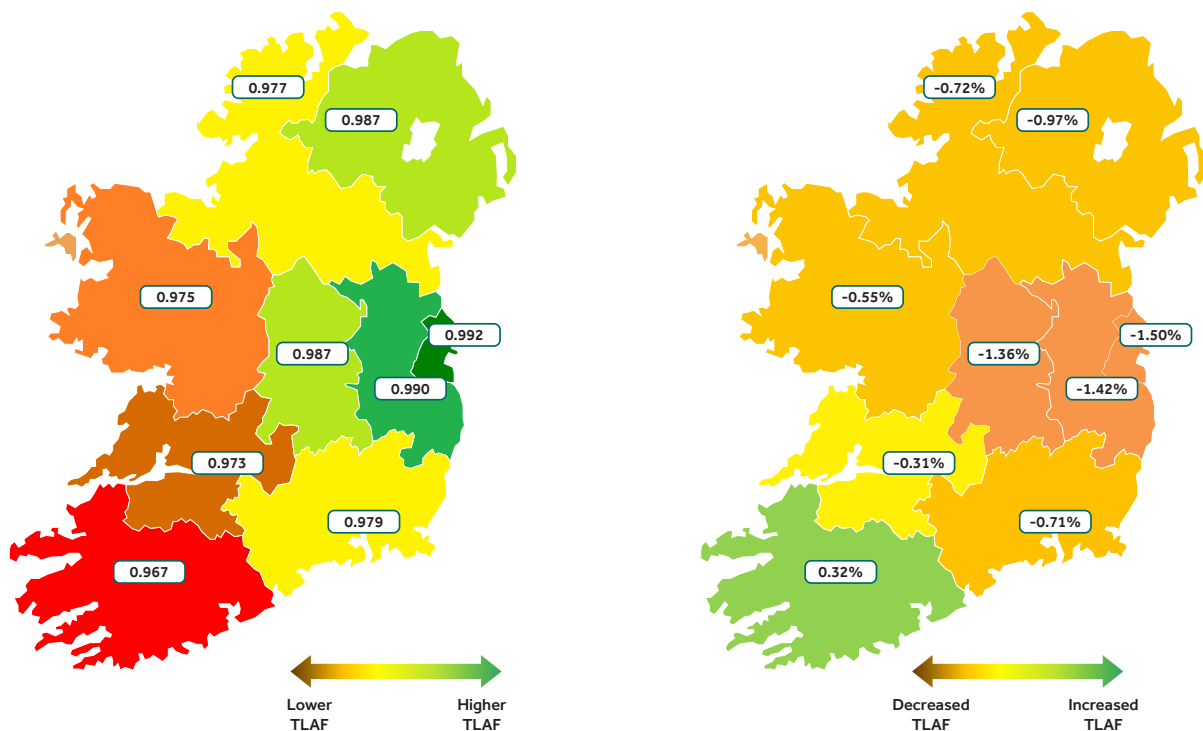 0.977
0.987
0.975
0.992
0.987
0.990
0.973
0.979
0.967
Lower
TLAF
Higher
TLAF
-0.72%
-0.97%
-0.55%
-1.50%
-1.36%
-1.42%
-0.31%
-0.71%
0.32%
Decreased
TLAF
Increased
TLAF